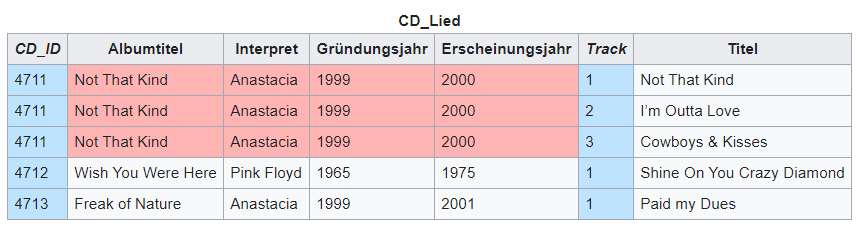 CD_Lied
CD_ID Albumtitel Interpret Gründungsjahr Erscheinungsjahr Track Titel
4711 Not That Kind Anastacia 1999 2000 1 Not That Kind
4711 Not That Kind Anastacia 1999 2000 2 I’m Outta Love
4711 Not That Kind Anastacia 1999 2000 3 Cowboys & Kisses
4712 Wish You Were Here Pink Floyd 1965 1975 1 Shine On You Crazy Diamond
4713 Freak of Nature Anastacia 1999 2001 1 Paid my Dues